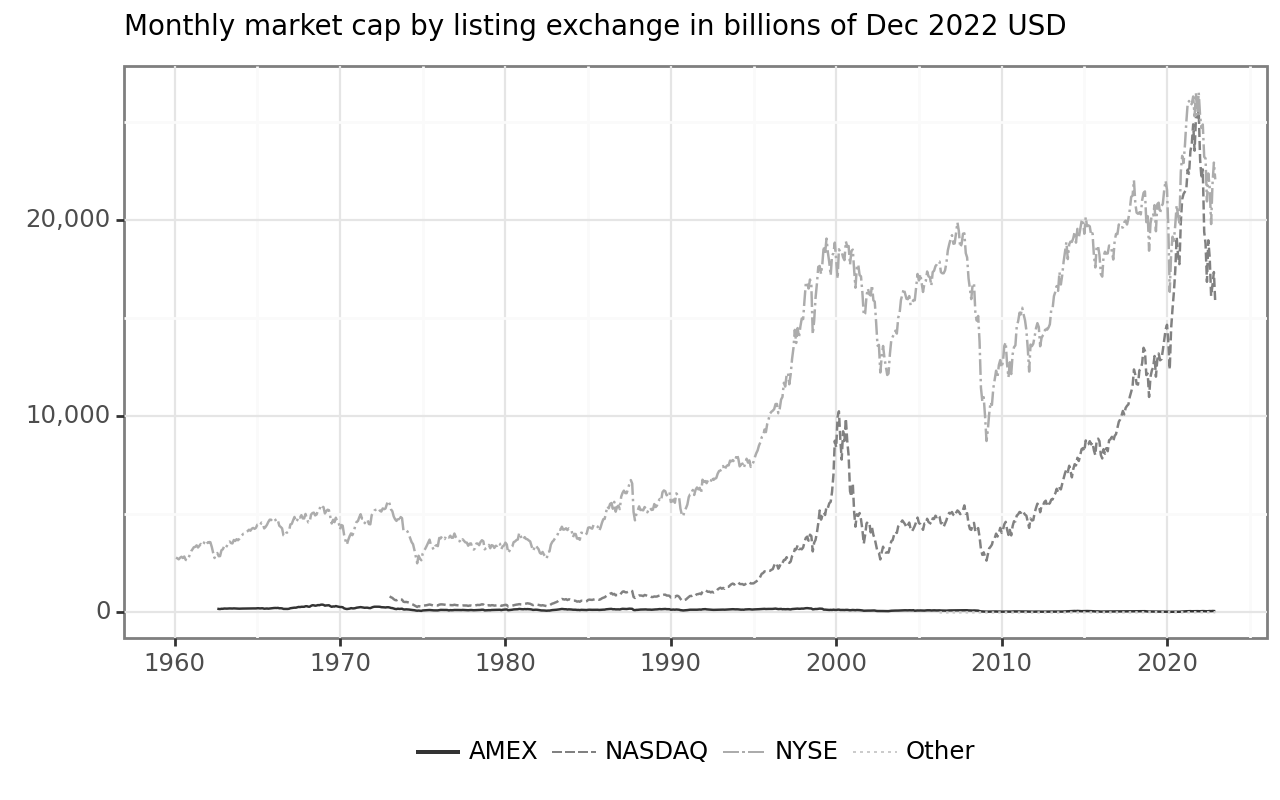 Monthly market cap by listing exchange in billions of Dec 2022 USD
20,000
10,000
0
1960 1970 1980 1990 2000 2010 2020
AMEX NASDAQ NYSE Other